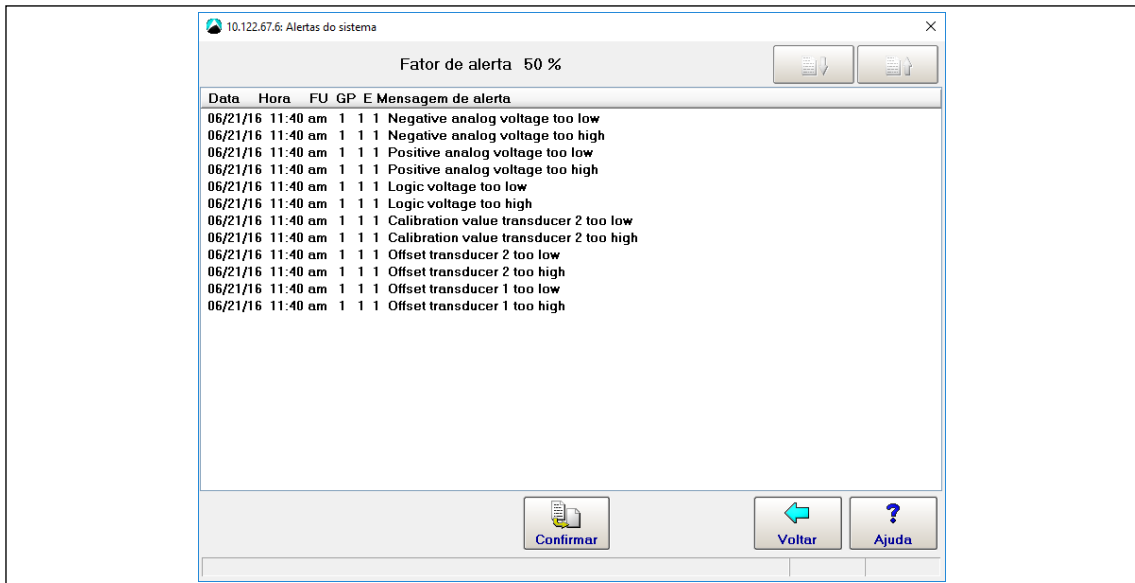 10.122.67.6: Alertas do sistema
Fator de alerta 50 %
Data Hora FU GP E Mensagem de alerta
06/21/16 11:40 am 1 1 1 Negative analog voltage too low
06/21/16 11:40 am 1 1 1 Negative analog voltage too high
06/21/16 11:40 am 1 1 1 Positive analog voltage too low
06/21/16 11:40 am 1 1 1 Positive analog voltage too high
06/21/16 11:40 am 1 1 1 Logic voltage too low
06/21/16 11:40 am 1 1 1 Logic voltage too high
06/21/16 11:40 am 1 1 1 Calibration value transducer 2 too low
06/21/16 11:40 am 1 1 1 Calibration value transducer 2 too high
06/21/16 11:40 am 1 1 1 Offset transducer 2 too low
06/21/16 11:40 am 1 1 1 Offset transducer 2 too high
06/21/16 11:40 am 1 1 1 Offset transducer 1 too low
06/21/16 11:40 am 1 1 1 Offset transducer 1 too high
Confirmar
Voltar
? Ajuda